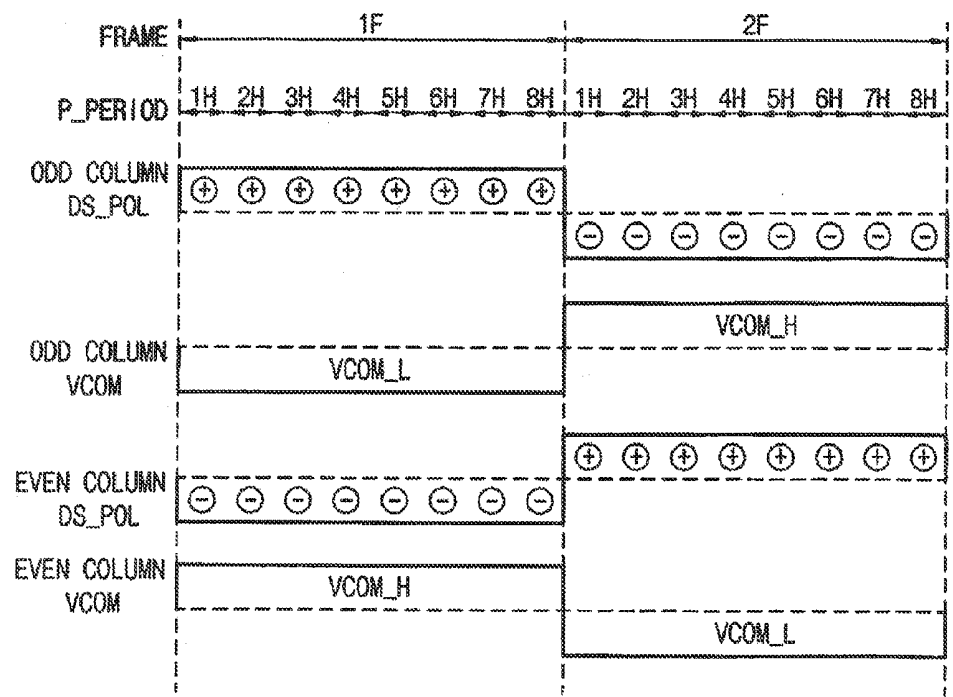 FRAME 1F 2F
P_PERIOD 1H 2H 3H 4H 5H 6H 7H 8H 1H 2H 3H 4H 5H 6H 7H 8H
ODD COLUMN
DS_POL
+ + + + + + + +
- - - - - - - -
VCOM_H
ODD COLUMN
VCOM
VCOM_L
+ + + + + + + +
EVEN COLUMN
DS_POL
- - - - - - - -
EVEN COLUMN
VCOM
VCOM_H
VCOM_L